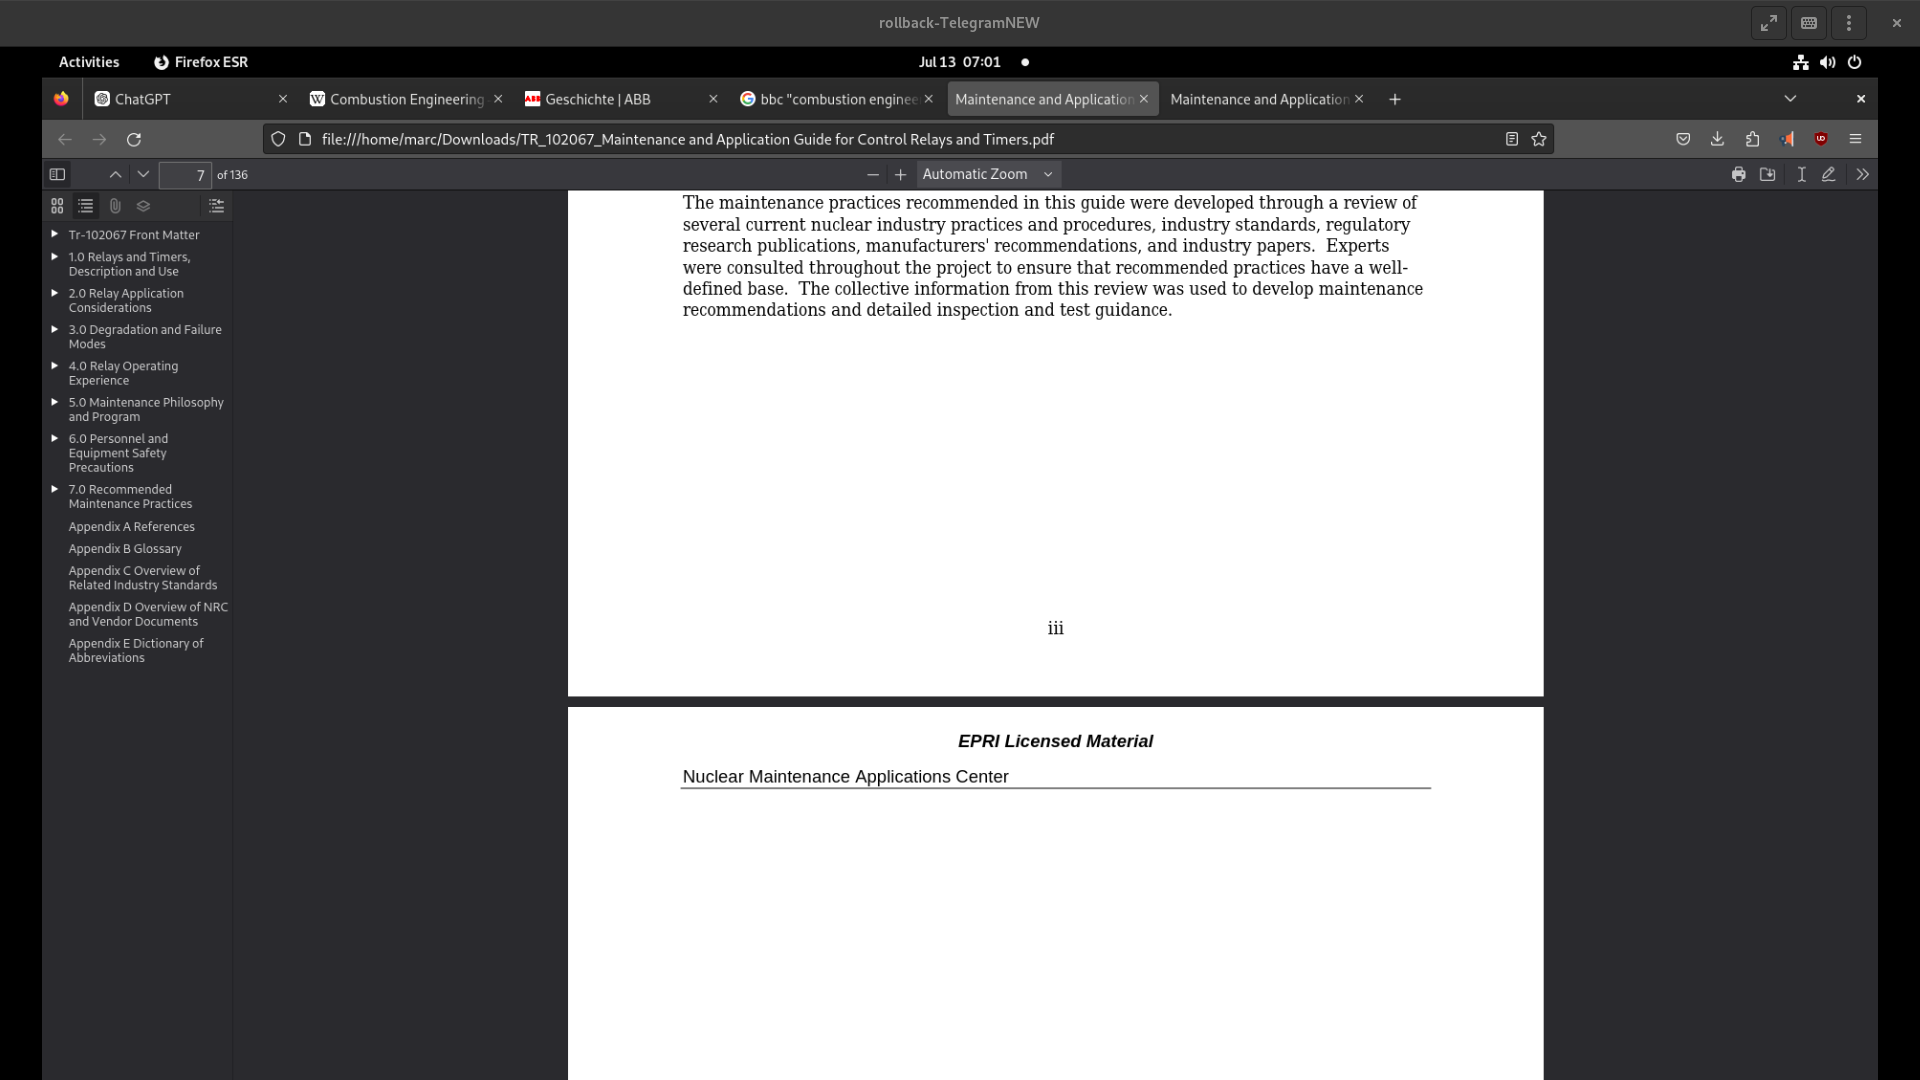 rollback-TelegramNEW
Activities
Firefox ESR
Jul 13 07:01
ChatGPT
Combustion Engineering
Geschichte | ABB
bbc "combustion enginee
Maintenance and Application
Maintenance and Application
file:///home/marc/Downloads/TR_102067_Maintenance and Application Guide for Control Relays and Timers.pdf
7
of 136
Automatic Zoom
Tr-102067 Front Matter
1.0 Relays and Timers,
Description and Use
2.0 Relay Application
Considerations
3.0 Degradation and Failure
Modes
4.0 Relay Operating
Experience
5.0 Maintenance Philosophy
and Program
6.0 Personnel and
Equipment Safety
Precautions
7.0 Recommended
Maintenance Practices
Appendix A References
Appendix B Glossary
Appendix C Overview of
Related Industry Standards
Appendix D Overview of NRC
and Vendor Documents
Appendix E Dictionary of
Abbreviations
The maintenance practices recommended in this guide were developed through a review of
several current nuclear industry practices and procedures, industry standards, regulatory
research publications, manufacturers' recommendations, and industry papers.  Experts
were consulted throughout the project to ensure that recommended practices have a well-
defined base.  The collective information from this review was used to develop maintenance
recommendations and detailed inspection and test guidance.
iii
EPRI Licensed Material
Nuclear Maintenance Applications Center